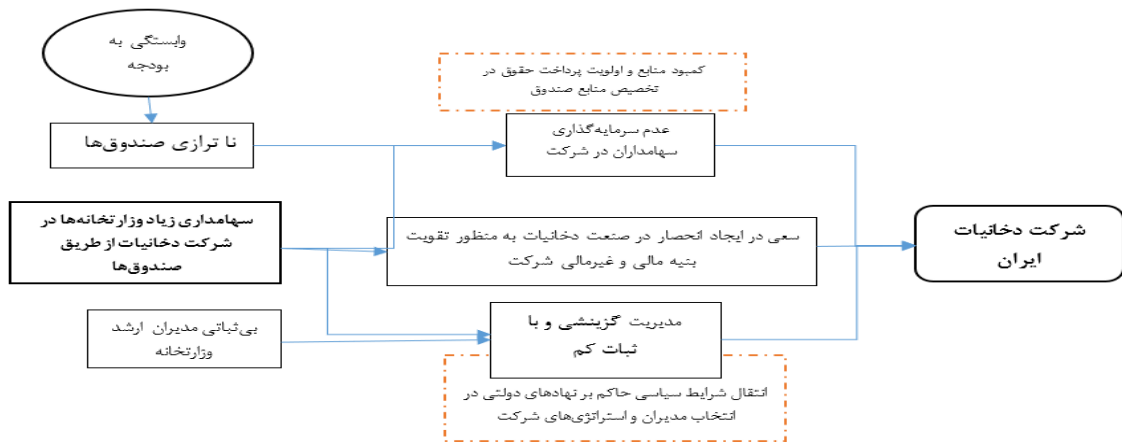 وابستگی به
بودجه
نا ترازی صندوق‌ها
سهامداری زیاد وزارتخانه‌ها در
شرکت دخانیات از طریق
صندوق‌ها
بی‌ثباتی مدیران ارشد
وزارتخانه
کمبود منابع و اولویت پرداخت حقوق در
تخصیص منابع صندوق
عدم سرمایه‌گذاری
سهامداران در شرکت
سعی در ایجاد انحصار در صنعت دخانیات به منظور تقویت
بنیه مالی و غیرمالی شرکت
مدیریت گزینشی و با
ثبات کم
انتقال شرایط سیاسی حاکم بر نهادهای دولتی در
انتخاب مدیران و استراتژی‌های شرکت
شرکت دخانیات
ایران